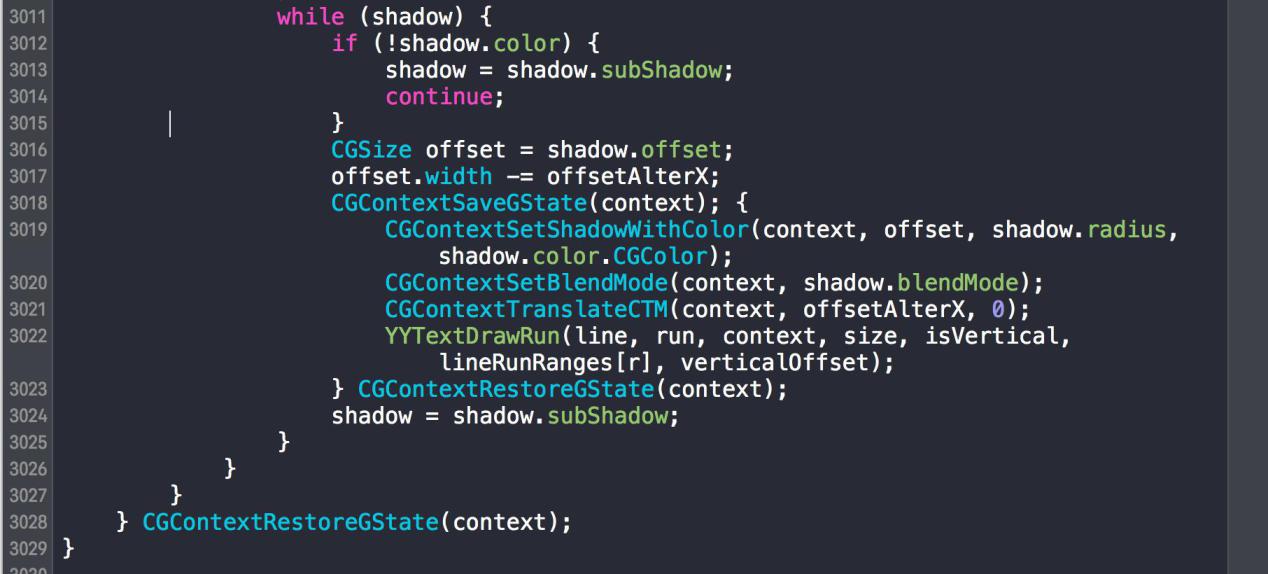 3011 while (shadow) {
3012 if (!shadow.color) {
3013 shadow = shadow.subShadow;
3014 continue;
3015 }
3016 CGSize offset = shadow.offset;
3017 offset.width -= offsetAlterX;
3018 CGContextSaveGState(context); {
3019 CGContextSetShadowWithColor(context, offset, shadow.radius,
shadow.color.CGColor);
3020 CGContextSetBlendMode(context, shadow.blendMode);
3021 CGContextTranslateCTM(context, offsetAlterX, 0);
3022 YYTextDrawRun(line, run, context, size, isVertical,
lineRunRanges[r], verticalOffset);
3023 } CGContextRestoreGState(context);
3024 shadow = shadow.subShadow;
3025 }
3026 }
3027 }
3028 } CGContextRestoreGState(context);
3029 }